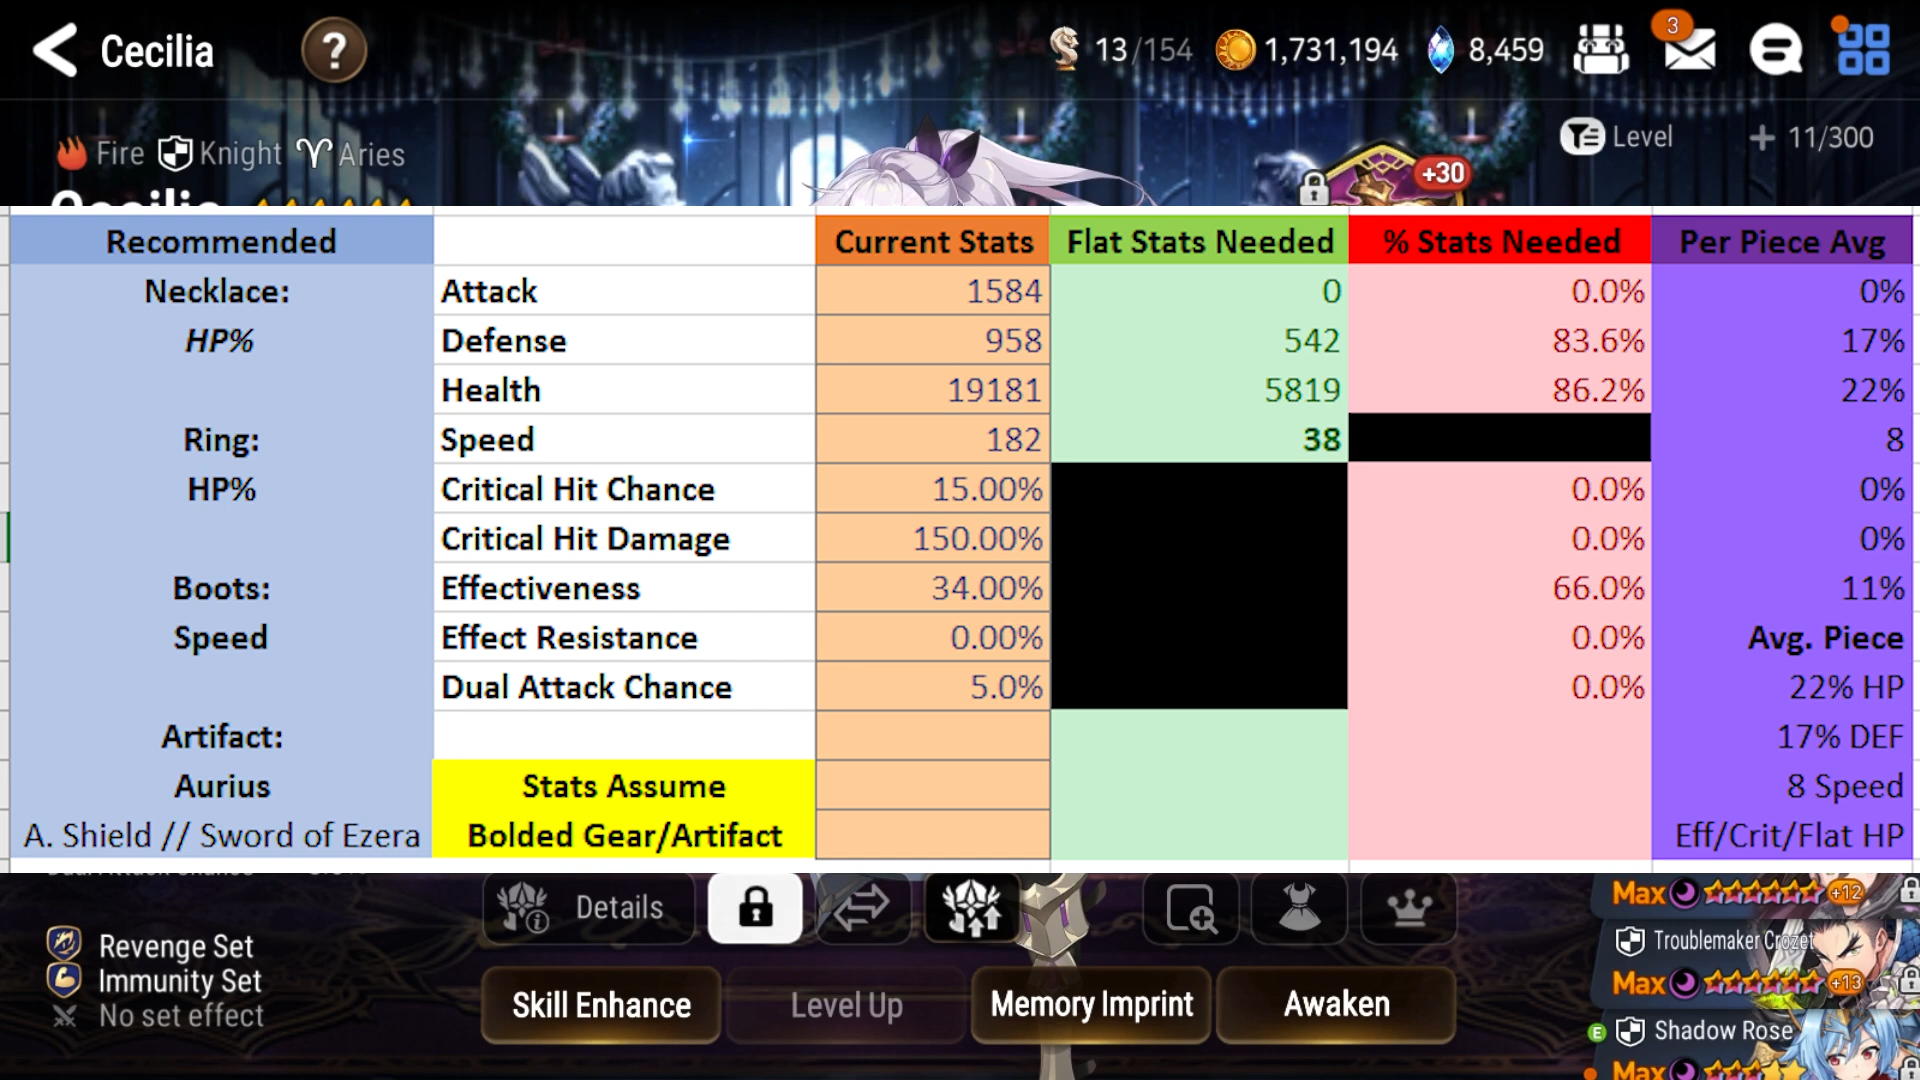 Cecilia ? 13/154 1,731,194 8,459 3
Fire Knight Aries
Level + 11/300
+30
Cecilia
Recommended Current Stats Flat Stats Needed % Stats Needed Per Piece Avg
Necklace: Attack 1584 0 0.0% 0%
HP% Defense 958 542 83.6% 17%
Health 19181 5819 86.2% 22%
Ring: Speed 182 38 8
HP% Critical Hit Chance 15.00% 0.0% 0%
Critical Hit Damage 150.00% 0.0% 0%
Boots: Effectiveness 34.00% 66.0% 11%
Speed Effect Resistance 0.00% 0.0% Avg. Piece
Dual Attack Chance 5.0% 0.0% 22% HP
Artifact: 17% DEF
Aurius Stats Assume 8 Speed
A. Shield // Sword of Ezera Bolded Gear/Artifact Eff/Crit/Flat HP
Dual Attack Chance
Details
Max +12
Revenge Set
Immunity Set
No set effect
Skill Enhance Level Up Memory Imprint Awaken
Troublemaker Crozet
Max +13
E Shadow Rose
Max